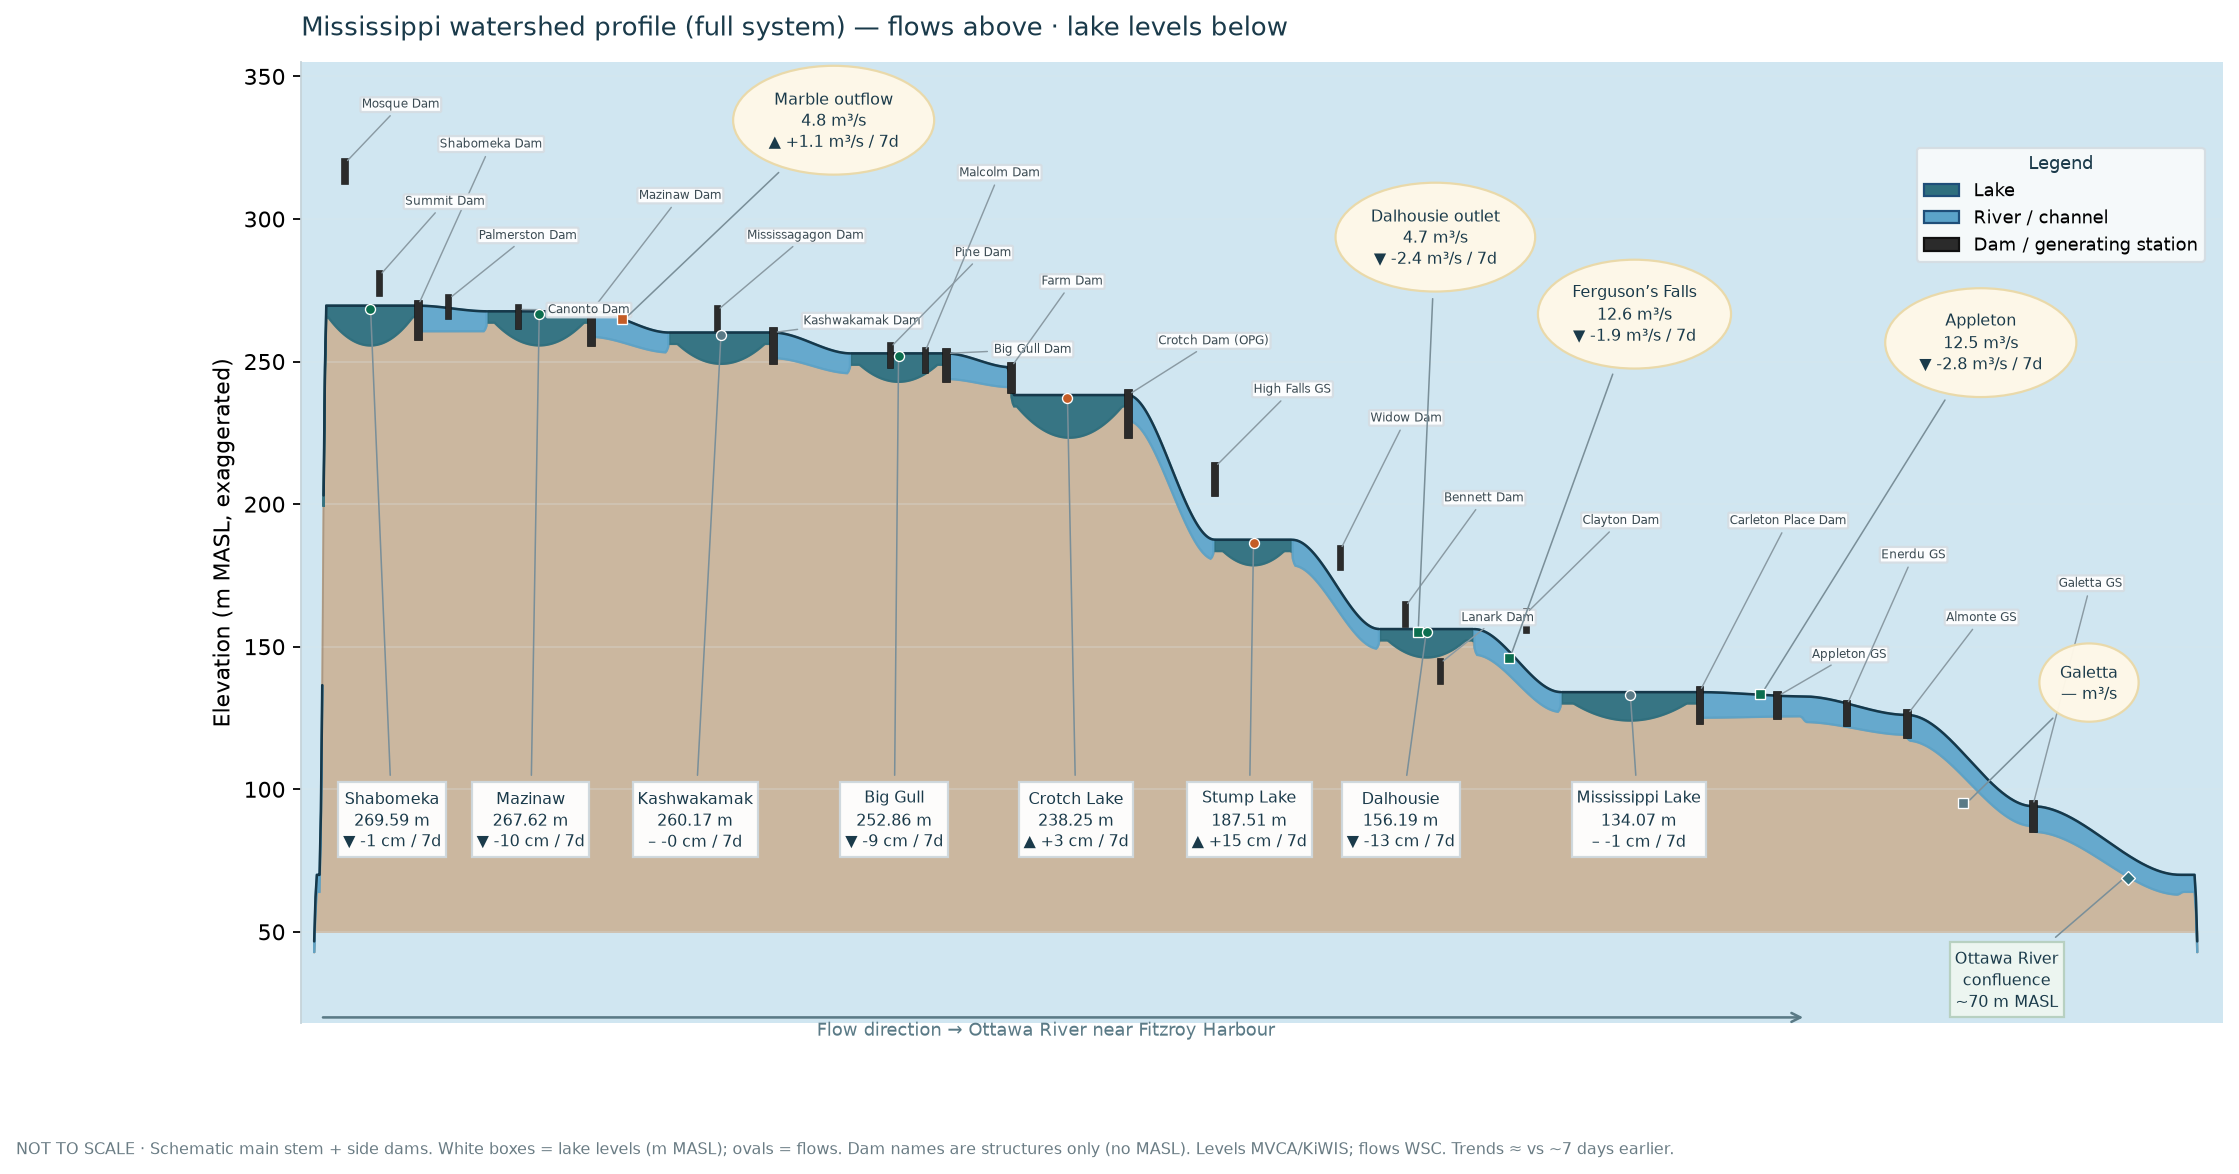 Mississippi watershed profile (full system) — flows above · lake levels below
Elevation (m MASL, exaggerated)
350
300
250
200
150
100
50
Mosque Dam
Shabomeka Dam
Summit Dam
Palmerston Dam
Canonto Dam
Mazinaw Dam
Marble outflow
4.8 m³/s
▲ +1.1 m³/s / 7d
Mississagagon Dam
Kashwakamak Dam
Malcolm Dam
Pine Dam
Farm Dam
Big Gull Dam
Crotch Dam (OPG)
High Falls GS
Widow Dam
Dalhousie outlet
4.7 m³/s
▼ -2.4 m³/s / 7d
Ferguson’s Falls
12.6 m³/s
▼ -1.9 m³/s / 7d
Appleton
12.5 m³/s
▼ -2.8 m³/s / 7d
Legend
Lake
River / channel
Dam / generating station
Bennett Dam
Lanark Dam
Clayton Dam
Carleton Place Dam
Appleton GS
Enerdu GS
Almonte GS
Galetta GS
Galetta
— m³/s
Shabomeka
269.59 m
▼ -1 cm / 7d
Mazinaw
267.62 m
▼ -10 cm / 7d
Kashwakamak
260.17 m
– -0 cm / 7d
Big Gull
252.86 m
▼ -9 cm / 7d
Crotch Lake
238.25 m
▲ +3 cm / 7d
Stump Lake
187.51 m
▲ +15 cm / 7d
Dalhousie
156.19 m
▼ -13 cm / 7d
Mississippi Lake
134.07 m
– -1 cm / 7d
Ottawa River
confluence
~70 m MASL
Flow direction → Ottawa River near Fitzroy Harbour
NOT TO SCALE · Schematic main stem + side dams. White boxes = lake levels (m MASL); ovals = flows. Dam names are structures only (no MASL). Levels MVCA/KiWIS; flows WSC. Trends ≈ vs ~7 days earlier.